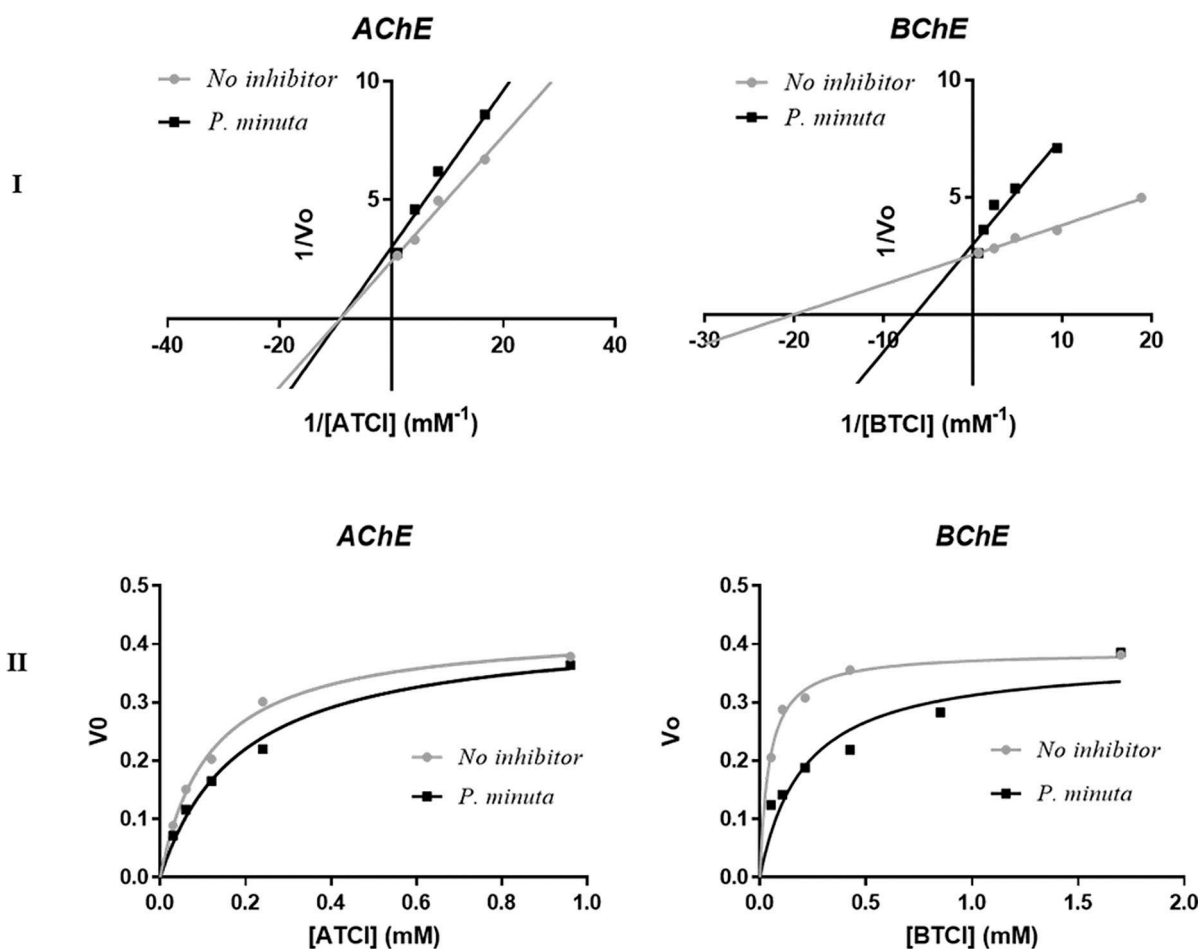 AChE
No inhibitor
P. minuta
I
1/Vo
10
5
-40
-20
20
40
1/[ATCI] (mM-1)
BChE
No inhibitor
P. minuta
1/Vo
10
5
-30
-20
-10
10
20
1/[BTCI] (mM-1)
II
AChE
V0
0.5
0.4
0.3
0.2
0.1
0.0
No inhibitor
P. minuta
0.0
0.2
0.4
0.6
0.8
1.0
[ATCI] (mM)
BChE
Vo
0.5
0.4
0.3
0.2
0.1
0.0
No inhibitor
P. minuta
0.0
0.5
1.0
1.5
2.0
[BTCI] (mM)